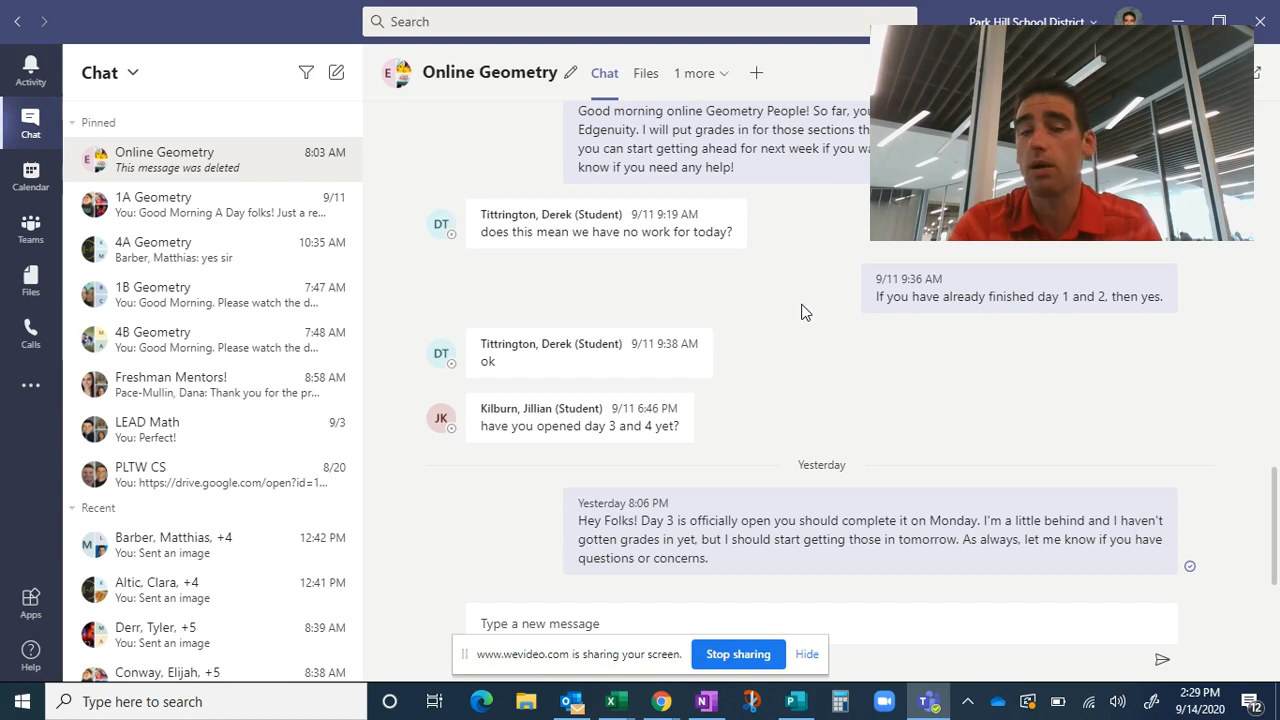 Search
Park Hill School District
Activity
Chat
Calendar
Teams
Files
Calls
Apps
Help
Chat
Pinned
Online Geometry 8:03 AM
This message was deleted
1A Geometry 9/11
You: Good Morning A Day folks! Just a re...
4A Geometry 10:35 AM
Barber, Matthias: yes sir
1B Geometry 7:47 AM
You: Good Morning. Please watch the d...
4B Geometry 7:48 AM
You: Good Morning. Please watch the d...
Freshman Mentors! 8:58 AM
Pace-Mullin, Dana: Thank you for the pr...
LEAD Math 9/3
You: Perfect!
PLTW CS 8/20
You: https://drive.google.com/open?id=1...
Recent
Barber, Matthias, +4 12:42 PM
You: Sent an image
Altic, Clara, +4 12:41 PM
You: Sent an image
Derr, Tyler, +5 8:39 AM
You: Sent an image
Conway, Elijah, +5 8:38 AM
E Online Geometry Chat Files 1 more
Good morning online Geometry People! So far, you
Edgenuity. I will put grades in for those sections th
you can start getting ahead for next week if you wa
know if you need any help!
DT Tittrington, Derek (Student) 9/11 9:19 AM
does this mean we have no work for today?
9/11 9:36 AM
If you have already finished day 1 and 2, then yes.
DT Tittrington, Derek (Student) 9/11 9:38 AM
ok
JK Kilburn, Jillian (Student) 9/11 6:46 PM
have you opened day 3 and 4 yet?
Yesterday
Yesterday 8:06 PM
Hey Folks! Day 3 is officially open you should complete it on Monday. I'm a little behind and I haven't
gotten grades in yet, but I should start getting those in tomorrow. As always, let me know if you have
questions or concerns.
Type a new message
www.wevideo.com is sharing your screen. Stop sharing Hide
Type here to search
2:29 PM
9/14/2020
12